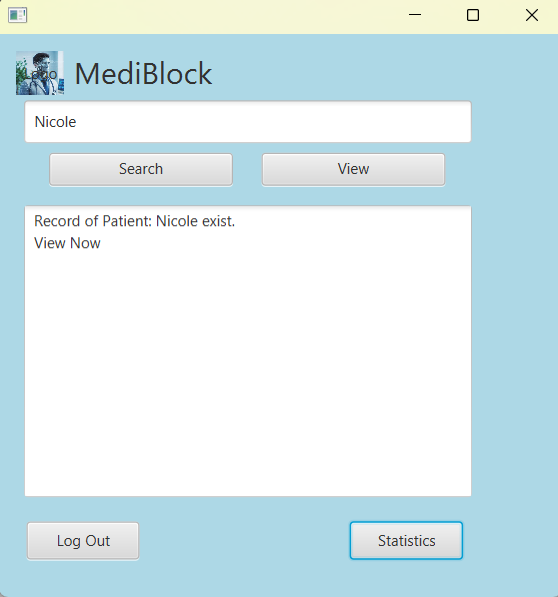 MediBlock
Nicole
Search
View
Record of Patient: Nicole exist.
View Now
Log Out
Statistics